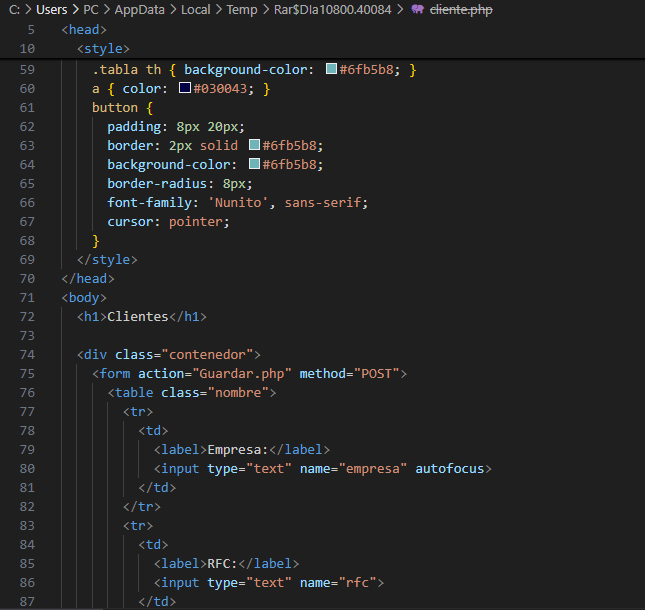 C: > Users > PC > AppData > Local > Temp > Rar$DIa10800.40084 > cliente.php
5 <head>
10 <style>
59 .tabla th { background-color: #6fb5b8; }
60 a { color: #030043; }
61 button {
62 padding: 8px 20px;
63 border: 2px solid #6fb5b8;
64 background-color: #6fb5b8;
65 border-radius: 8px;
66 font-family: 'Nunito', sans-serif;
67 cursor: pointer;
68 }
69 </style>
70 </head>
71 <body>
72 <h1>Clientes</h1>
73
74 <div class="contenedor">
75 <form action="Guardar.php" method="POST">
76 <table class="nombre">
77 <tr>
78 <td>
79 <label>Empresa:</label>
80 <input type="text" name="empresa" autofocus>
81 </td>
82 </tr>
83 <tr>
84 <td>
85 <label>RFC:</label>
86 <input type="text" name="rfc">
87 </td>